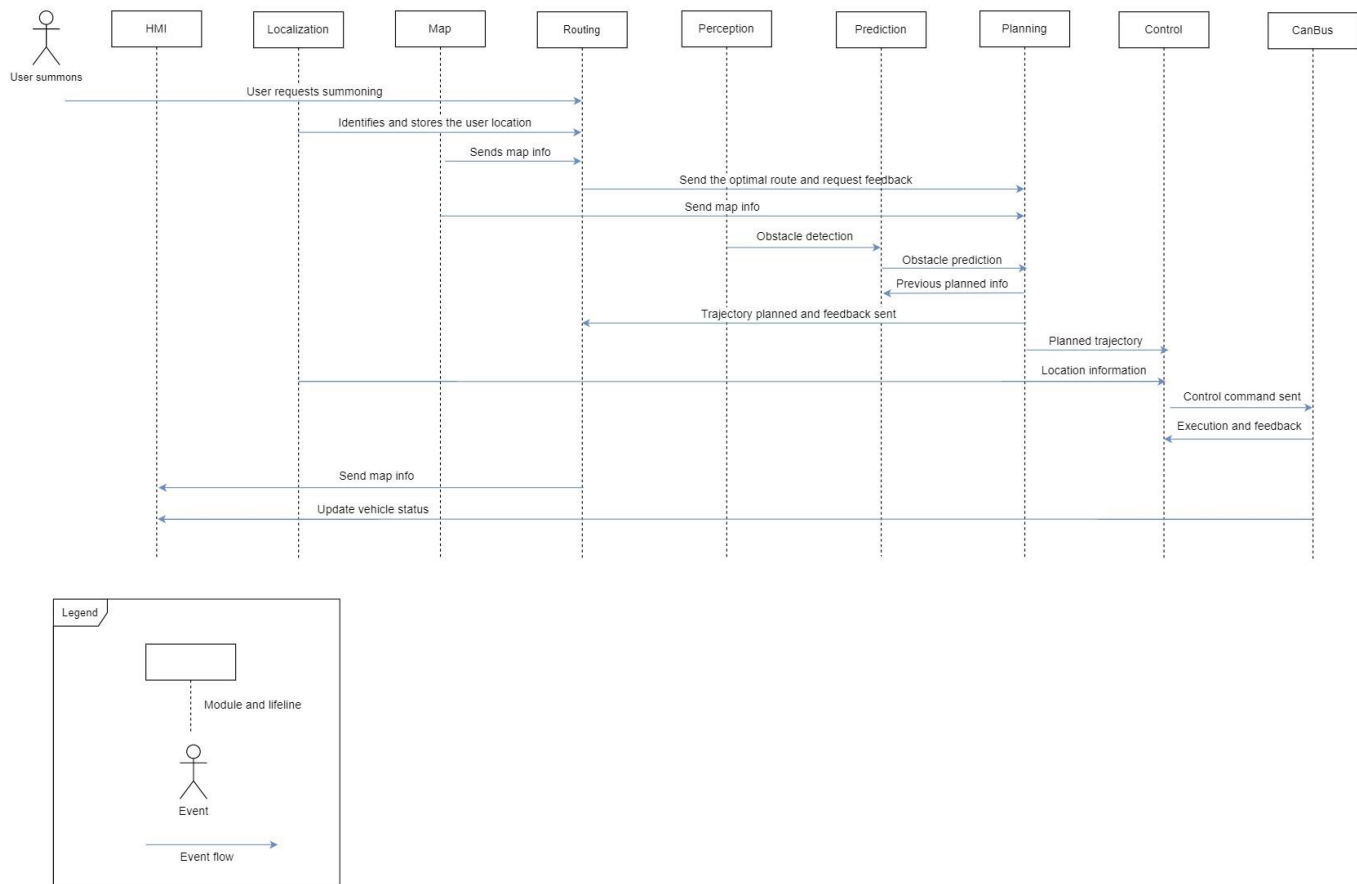 HMI
Localization
Map
Routing
Perception
Prediction
Planning
Control
CanBus
User summons
User requests summoning
Identifies and stores the user location
Sends map info
Send the optimal route and request feedback
Send map info
Obstacle detection
Obstacle prediction
Previous planned info
Trajectory planned and feedback sent
Planned trajectory
Location information
Control command sent
Execution and feedback
Send map info
Update vehicle status
Legend
Module and lifeline
Event
Event flow